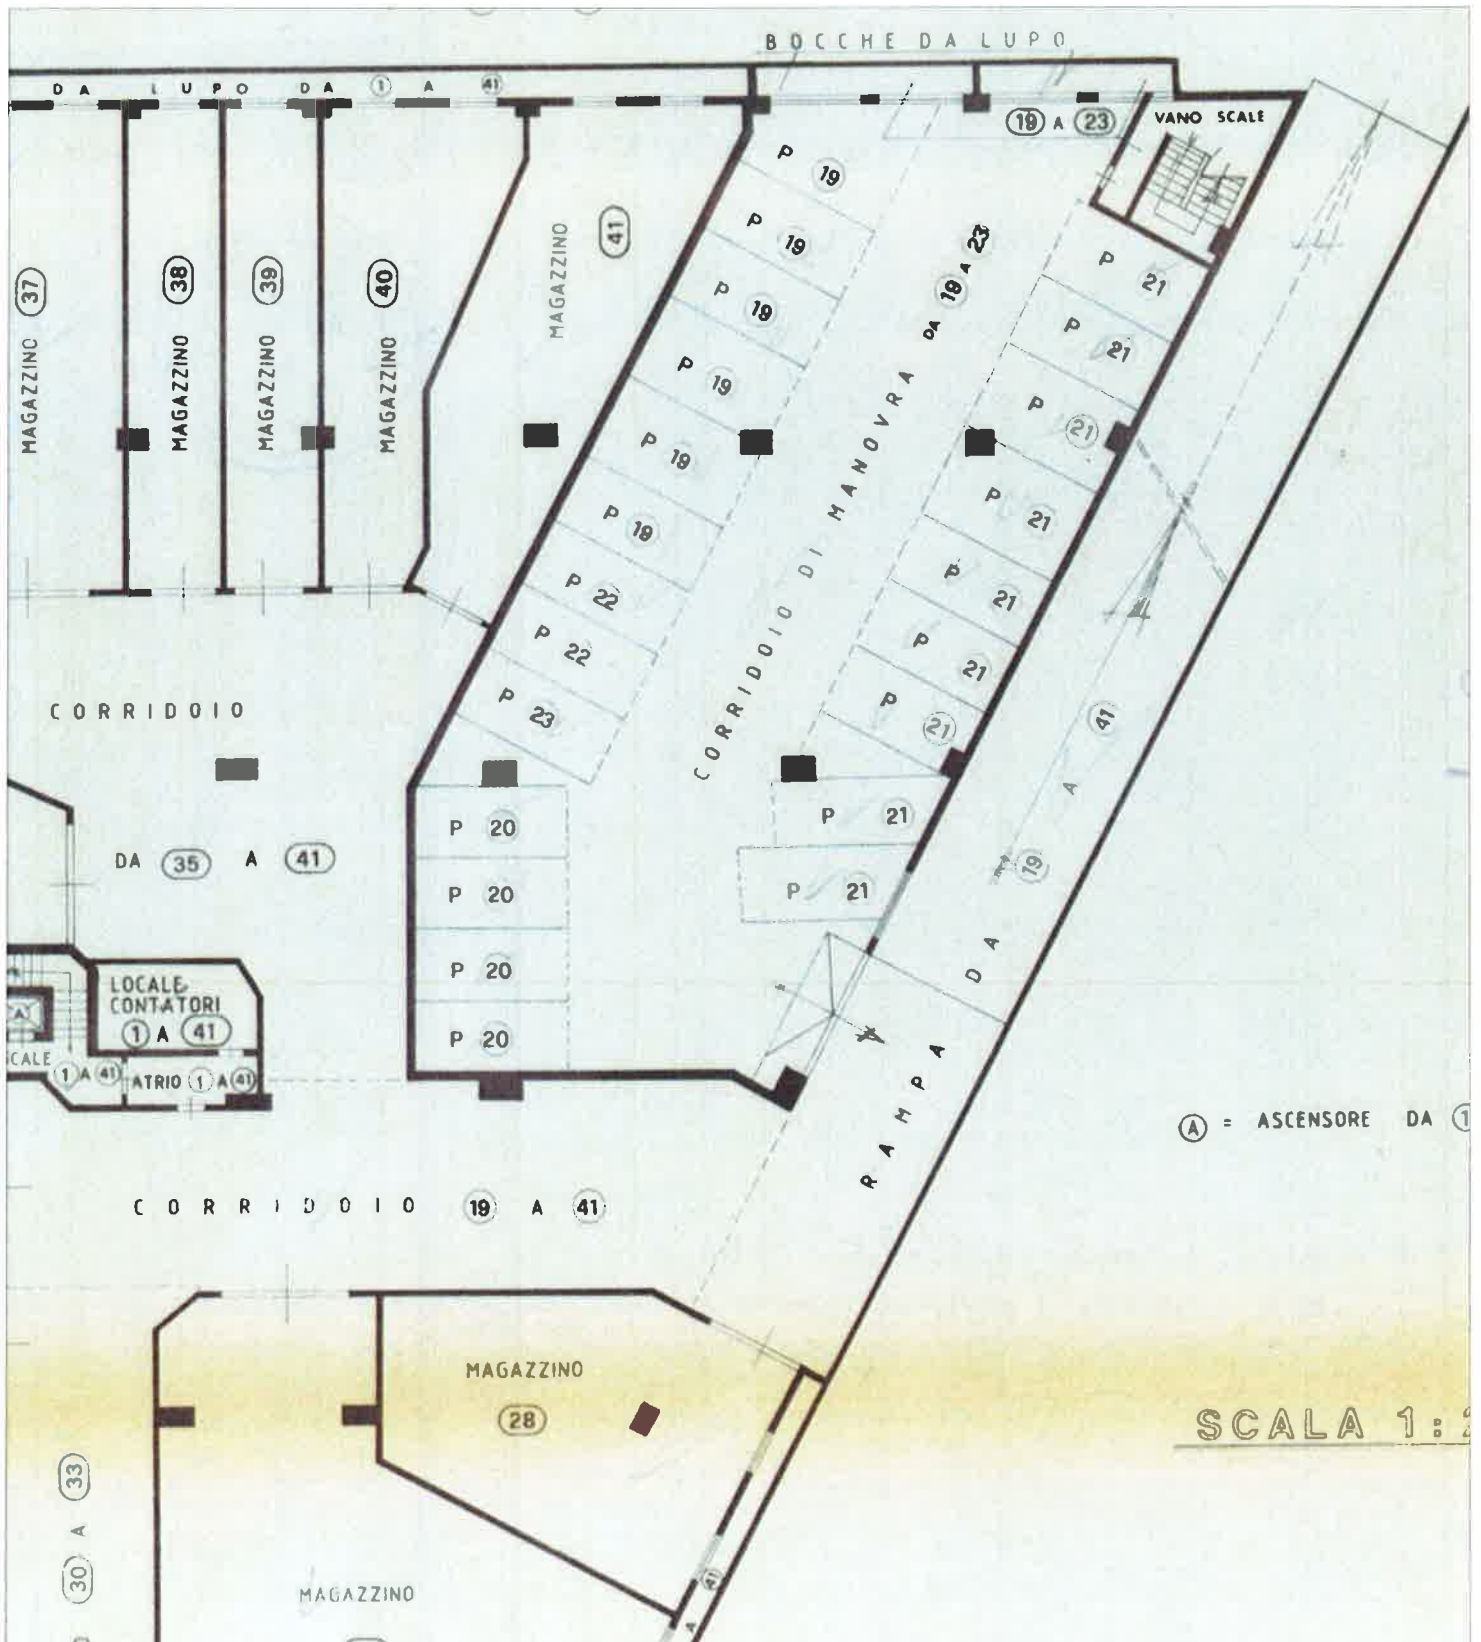 BOCCHE DA LUPO
DA LUPO DA 1 A 41
19 A 23
VANO SCALE
P 19
P 19
P 19
P 19
P 19
P 19
P 22
P 22
P 23
P 20
P 20
P 20
P 20
P 21
P 21
P 21
P 21
P 21
P 21
P 21
P 21
P 21
MAGAZZINO 37
MAGAZZINO 38
MAGAZZINO 39
MAGAZZINO 40
MAGAZZINO 41
CORRIDOIO DI MANOVRA DA 19 A 23
CORRIDOIO
DA 35 A 41
LOCALE
CONTATORI
1 A 41
A
SCALE
1 A 41
ATRIO 1 A 41
RAMPA DA 19 A 41
A = ASCENSORE DA 1
CORRIDOIO 19 A 41
MAGAZZINO
28
SCALA 1:2
30 A 33
MAGAZZINO
A 41